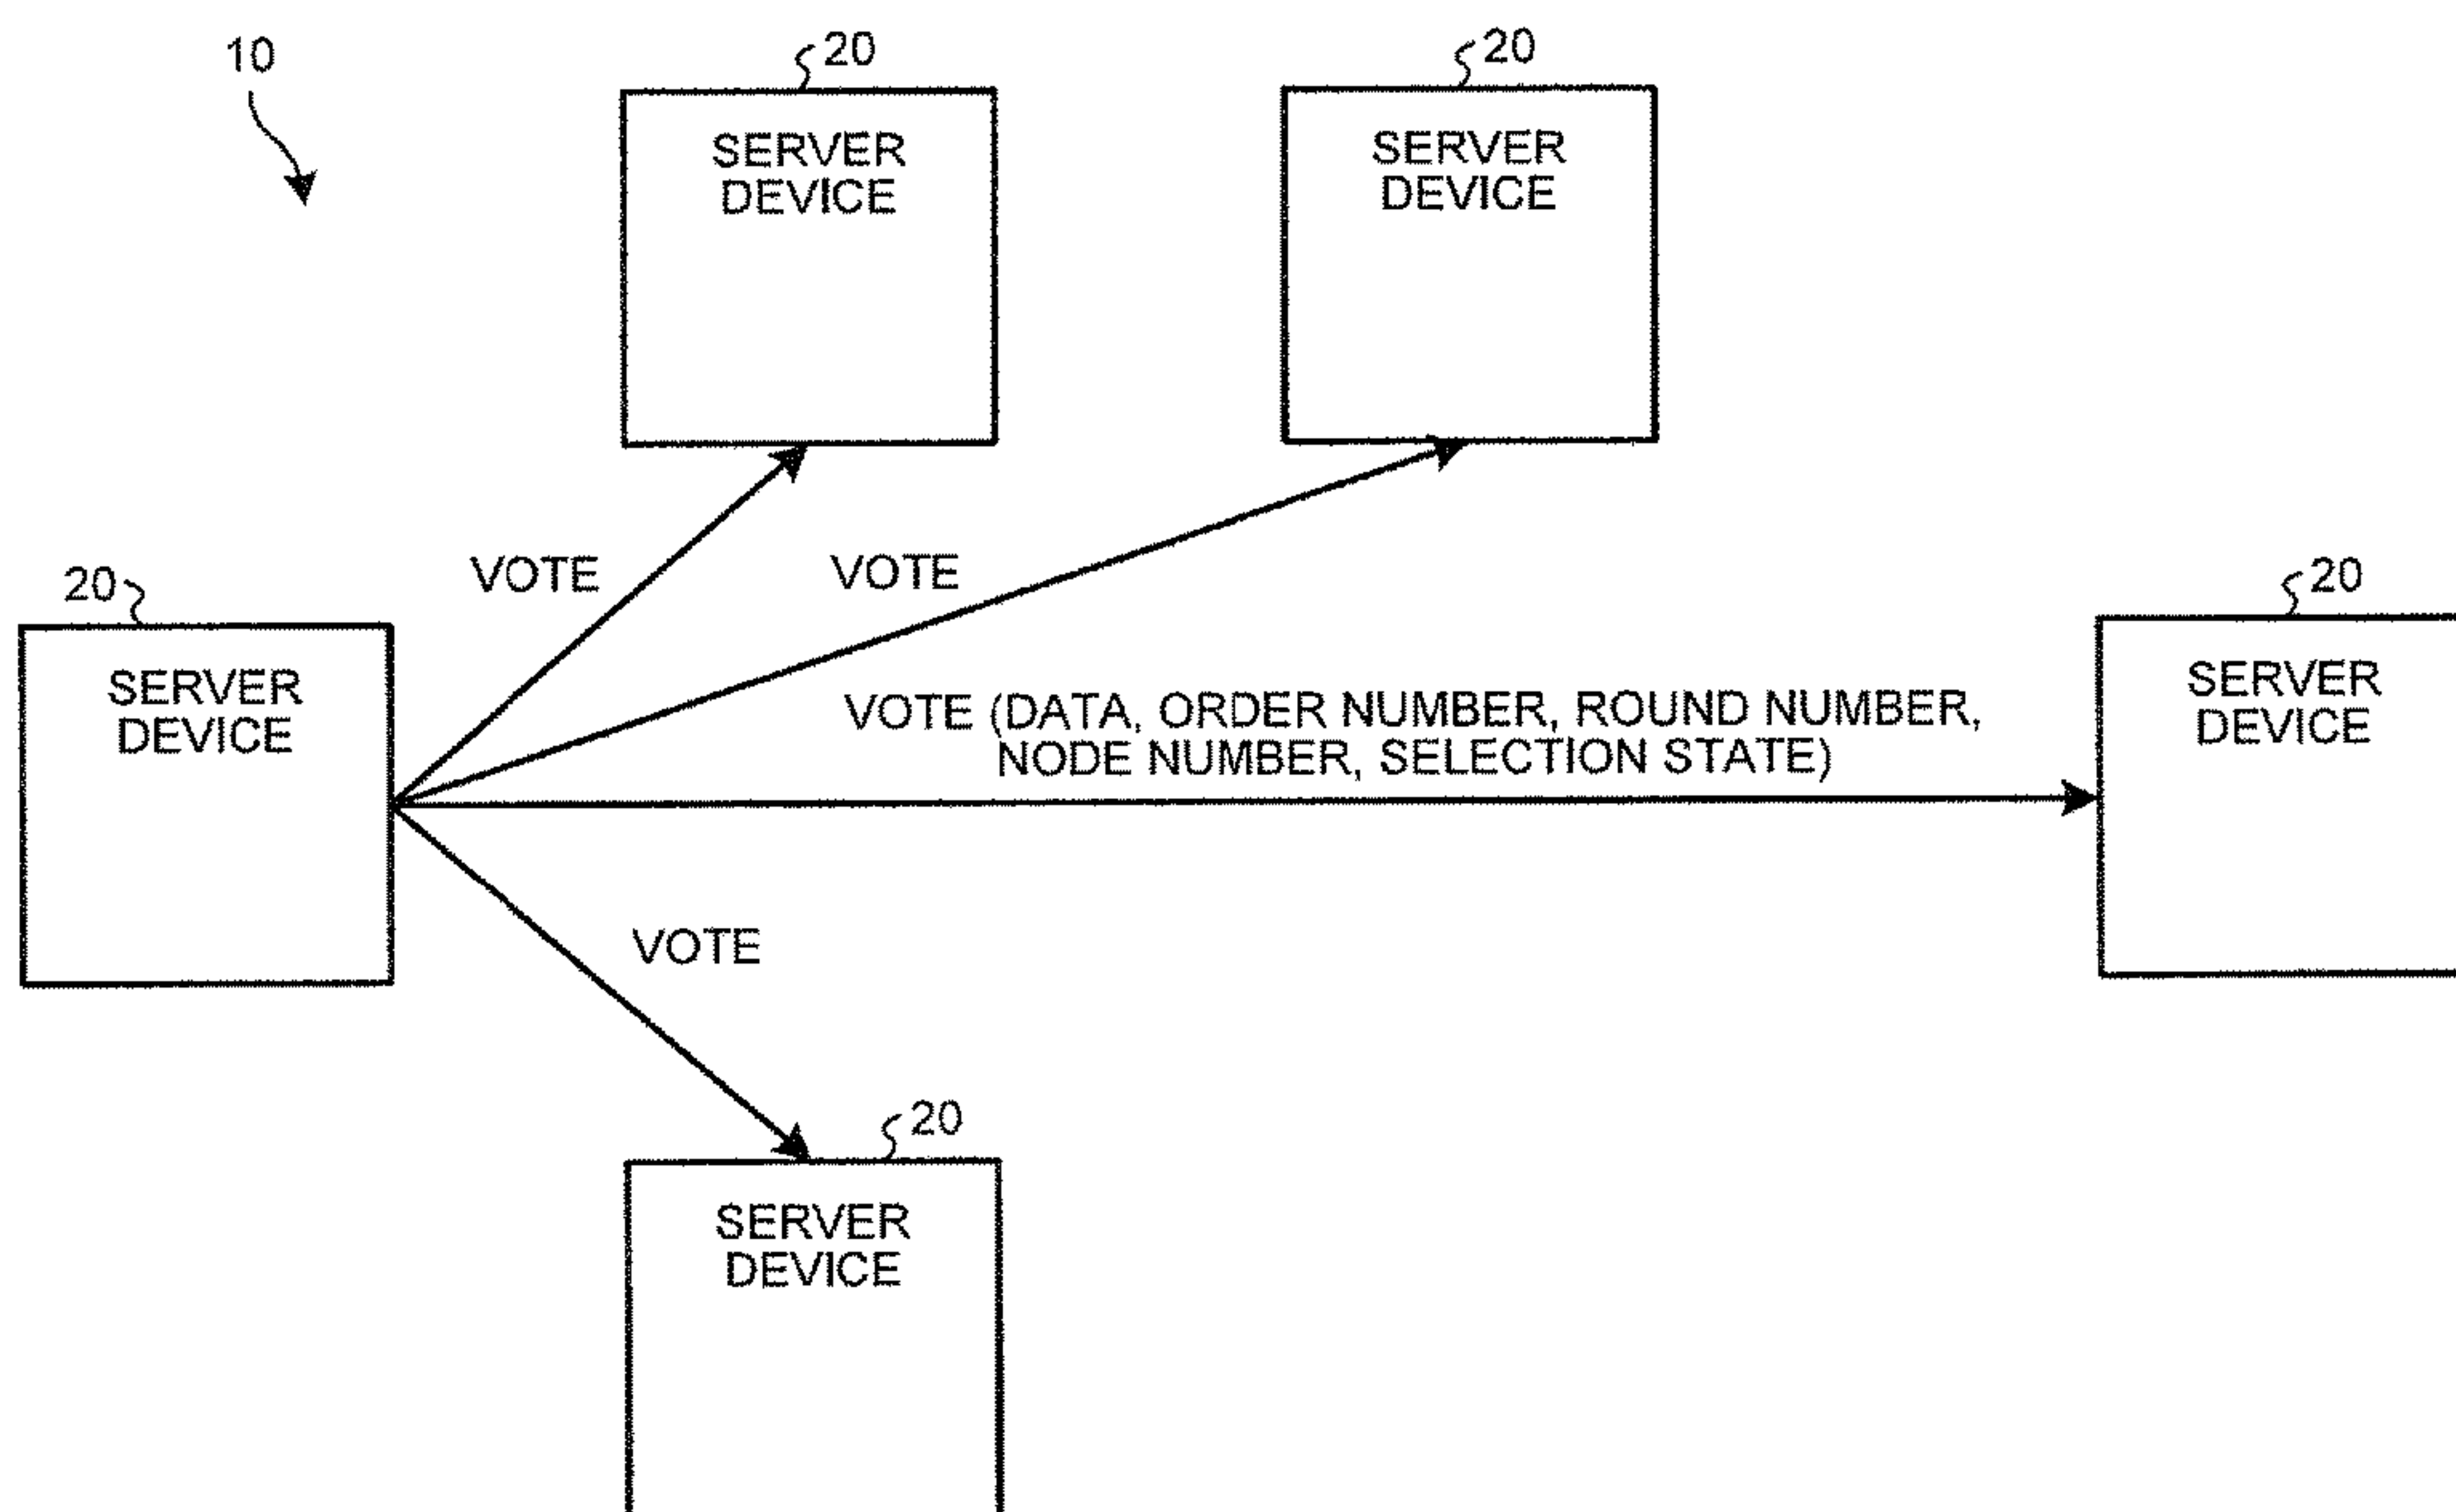 10
20
20
SERVER
DEVICE
SERVER
DEVICE
VOTE
VOTE
20
20
SERVER
DEVICE
SERVER
DEVICE
VOTE (DATA, ORDER NUMBER, ROUND NUMBER,
NODE NUMBER, SELECTION STATE)
VOTE
20
SERVER
DEVICE